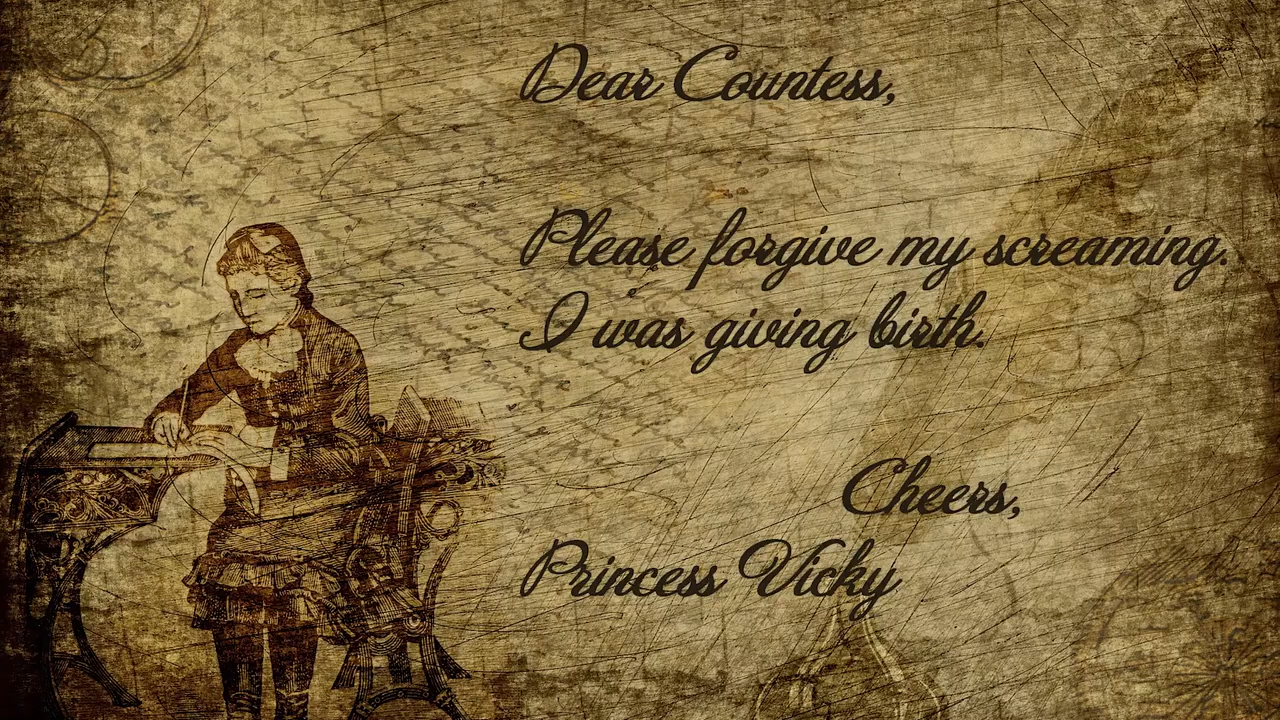 Dear Countess,
Please forgive my screaming.
I was giving birth.
Cheers,
Princess Vicky